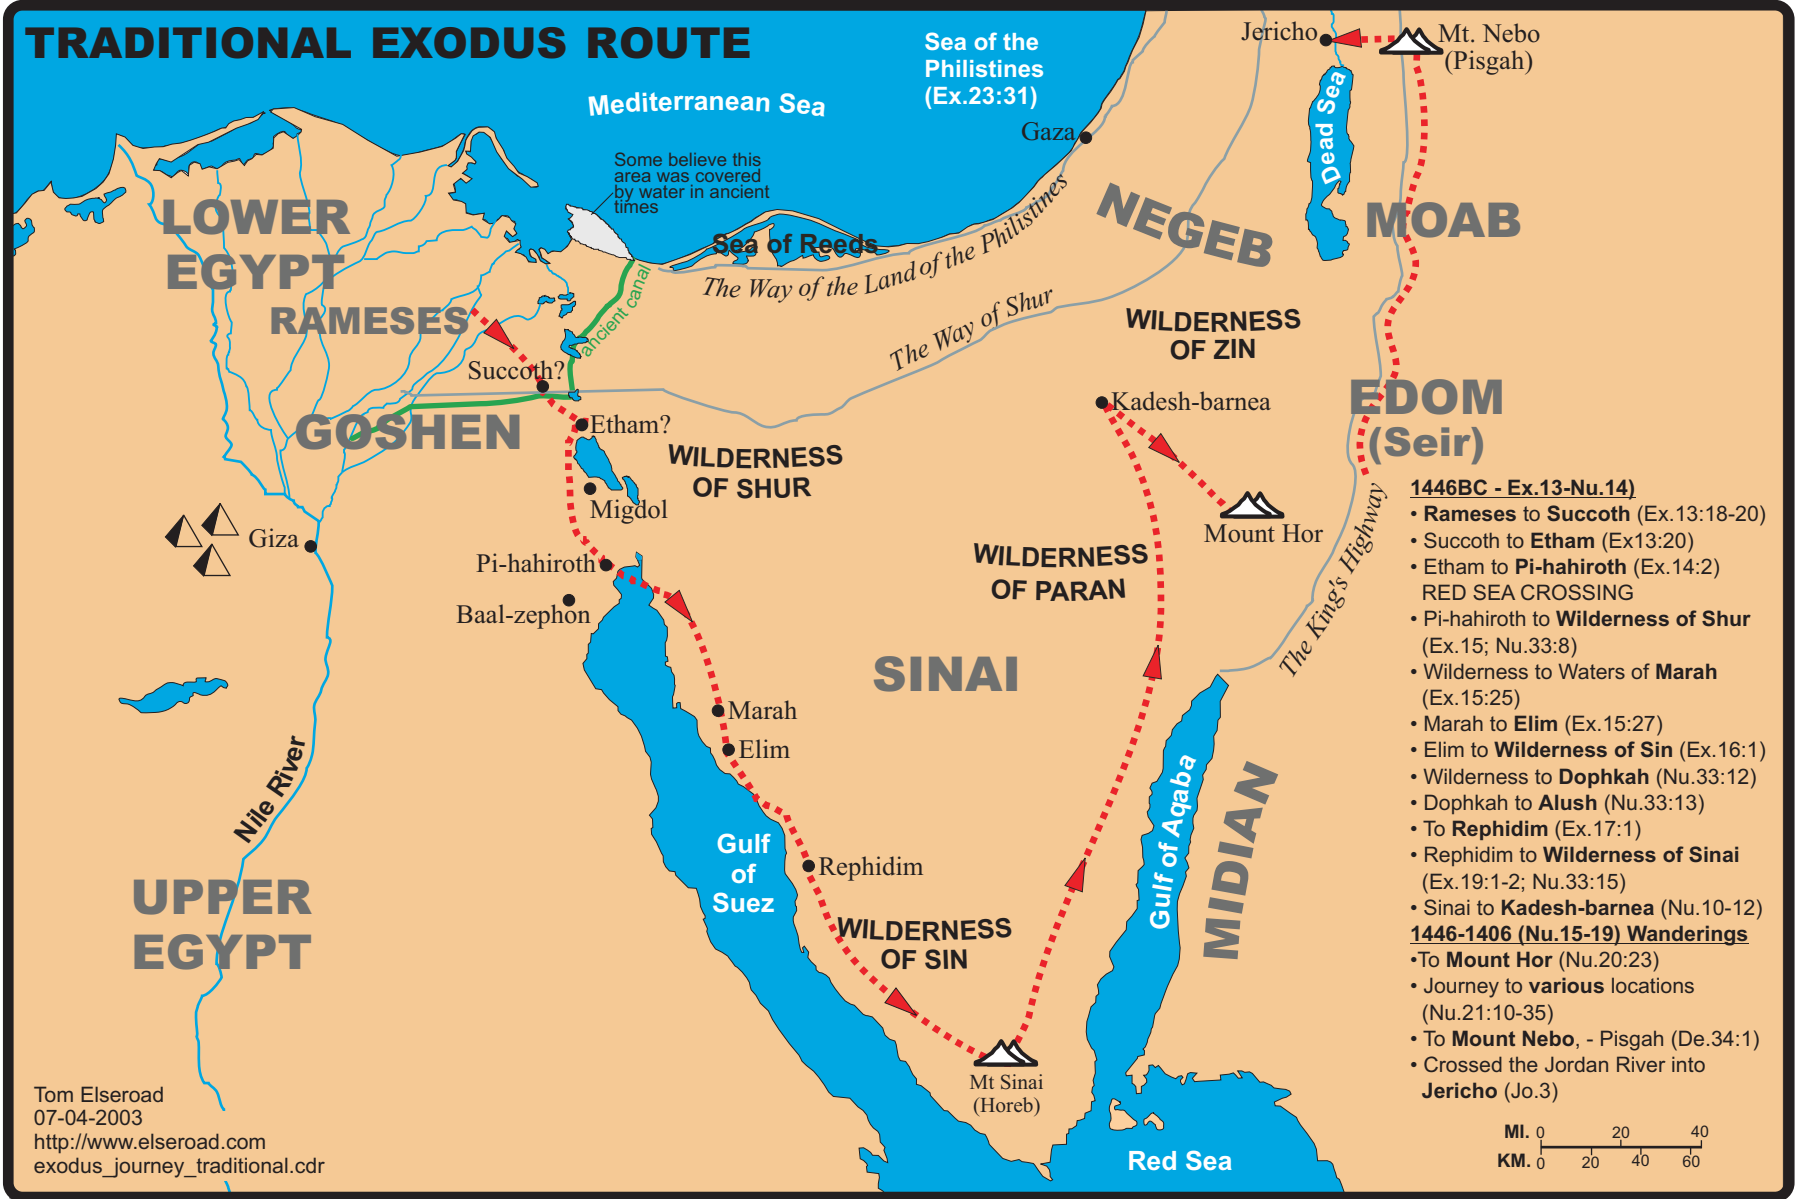 TRADITIONAL EXODUS ROUTE
Sea of the
Philistines
(Ex.23:31)
Mediterranean Sea
Jericho
Mt. Nebo
(Pisgah)
Dead Sea
Gaza
Some believe this
area was covered
by water in ancient
times
LOWER
EGYPT
RAMESES
Sea of Reeds
The Way of the Land of the Philistines
NEGEB
MOAB
ancient canal
The Way of Shur
WILDERNESS
OF ZIN
Succoth?
GOSHEN
Etham?
WILDERNESS
OF SHUR
Kadesh-barnea
EDOM
(Seir)
Migdol
Giza
Mount Hor
Pi-hahiroth
Baal-zephon
WILDERNESS
OF PARAN
The King's Highway
SINAI
Marah
Elim
Nile River
Gulf
of
Suez
Rephidim
Gulf of Aqaba
MIDIAN
UPPER
EGYPT
WILDERNESS
OF SIN
Mt Sinai
(Horeb)
Red Sea
1446BC - Ex.13-Nu.14)
• Rameses to Succoth (Ex.13:18-20)
• Succoth to Etham (Ex13:20)
• Etham to Pi-hahiroth (Ex.14:2)
RED SEA CROSSING
• Pi-hahiroth to Wilderness of Shur
(Ex.15; Nu.33:8)
• Wilderness to Waters of Marah
(Ex.15:25)
• Marah to Elim (Ex.15:27)
• Elim to Wilderness of Sin (Ex.16:1)
• Wilderness to Dophkah (Nu.33:12)
• Dophkah to Alush (Nu.33:13)
• To Rephidim (Ex.17:1)
• Rephidim to Wilderness of Sinai
(Ex.19:1-2; Nu.33:15)
• Sinai to Kadesh-barnea (Nu.10-12)
1446-1406 (Nu.15-19) Wanderings
•To Mount Hor (Nu.20:23)
• Journey to various locations
(Nu.21:10-35)
• To Mount Nebo, - Pisgah (De.34:1)
• Crossed the Jordan River into
Jericho (Jo.3)
MI. 0 20 40
KM. 0 20 40 60
Tom Elseroad
07-04-2003
http://www.elseroad.com
exodus_journey_traditional.cdr